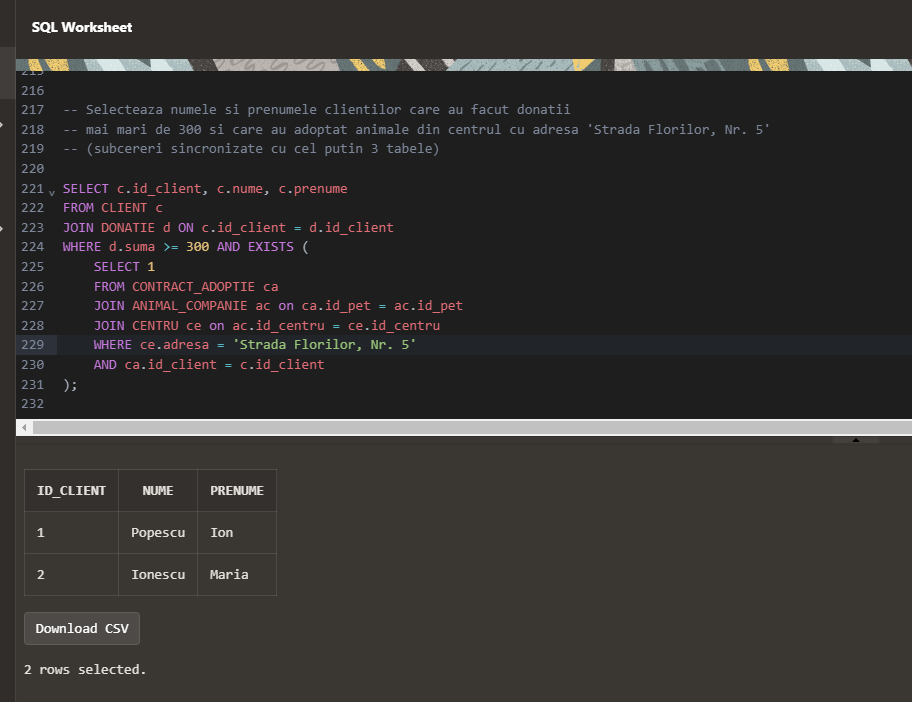 SQL Worksheet
215
216
217 -- Selecteaza numele si prenumele clientilor care au facut donatii
218 -- mai mari de 300 si care au adoptat animale din centrul cu adresa 'Strada Florilor, Nr. 5'
219 -- (subcereri sincronizate cu cel putin 3 tabele)
220
221 SELECT c.id_client, c.nume, c.prenume
222 FROM CLIENT c
223 JOIN DONATIE d ON c.id_client = d.id_client
224 WHERE d.suma >= 300 AND EXISTS (
225     SELECT 1
226     FROM CONTRACT_ADOPTIE ca
227     JOIN ANIMAL_COMPANIE ac on ca.id_pet = ac.id_pet
228     JOIN CENTRU ce on ac.id_centru = ce.id_centru
229     WHERE ce.adresa = 'Strada Florilor, Nr. 5'
230     AND ca.id_client = c.id_client
231 );
232
ID_CLIENT NUME PRENUME
1 Popescu Ion
2 Ionescu Maria
Download CSV
2 rows selected.